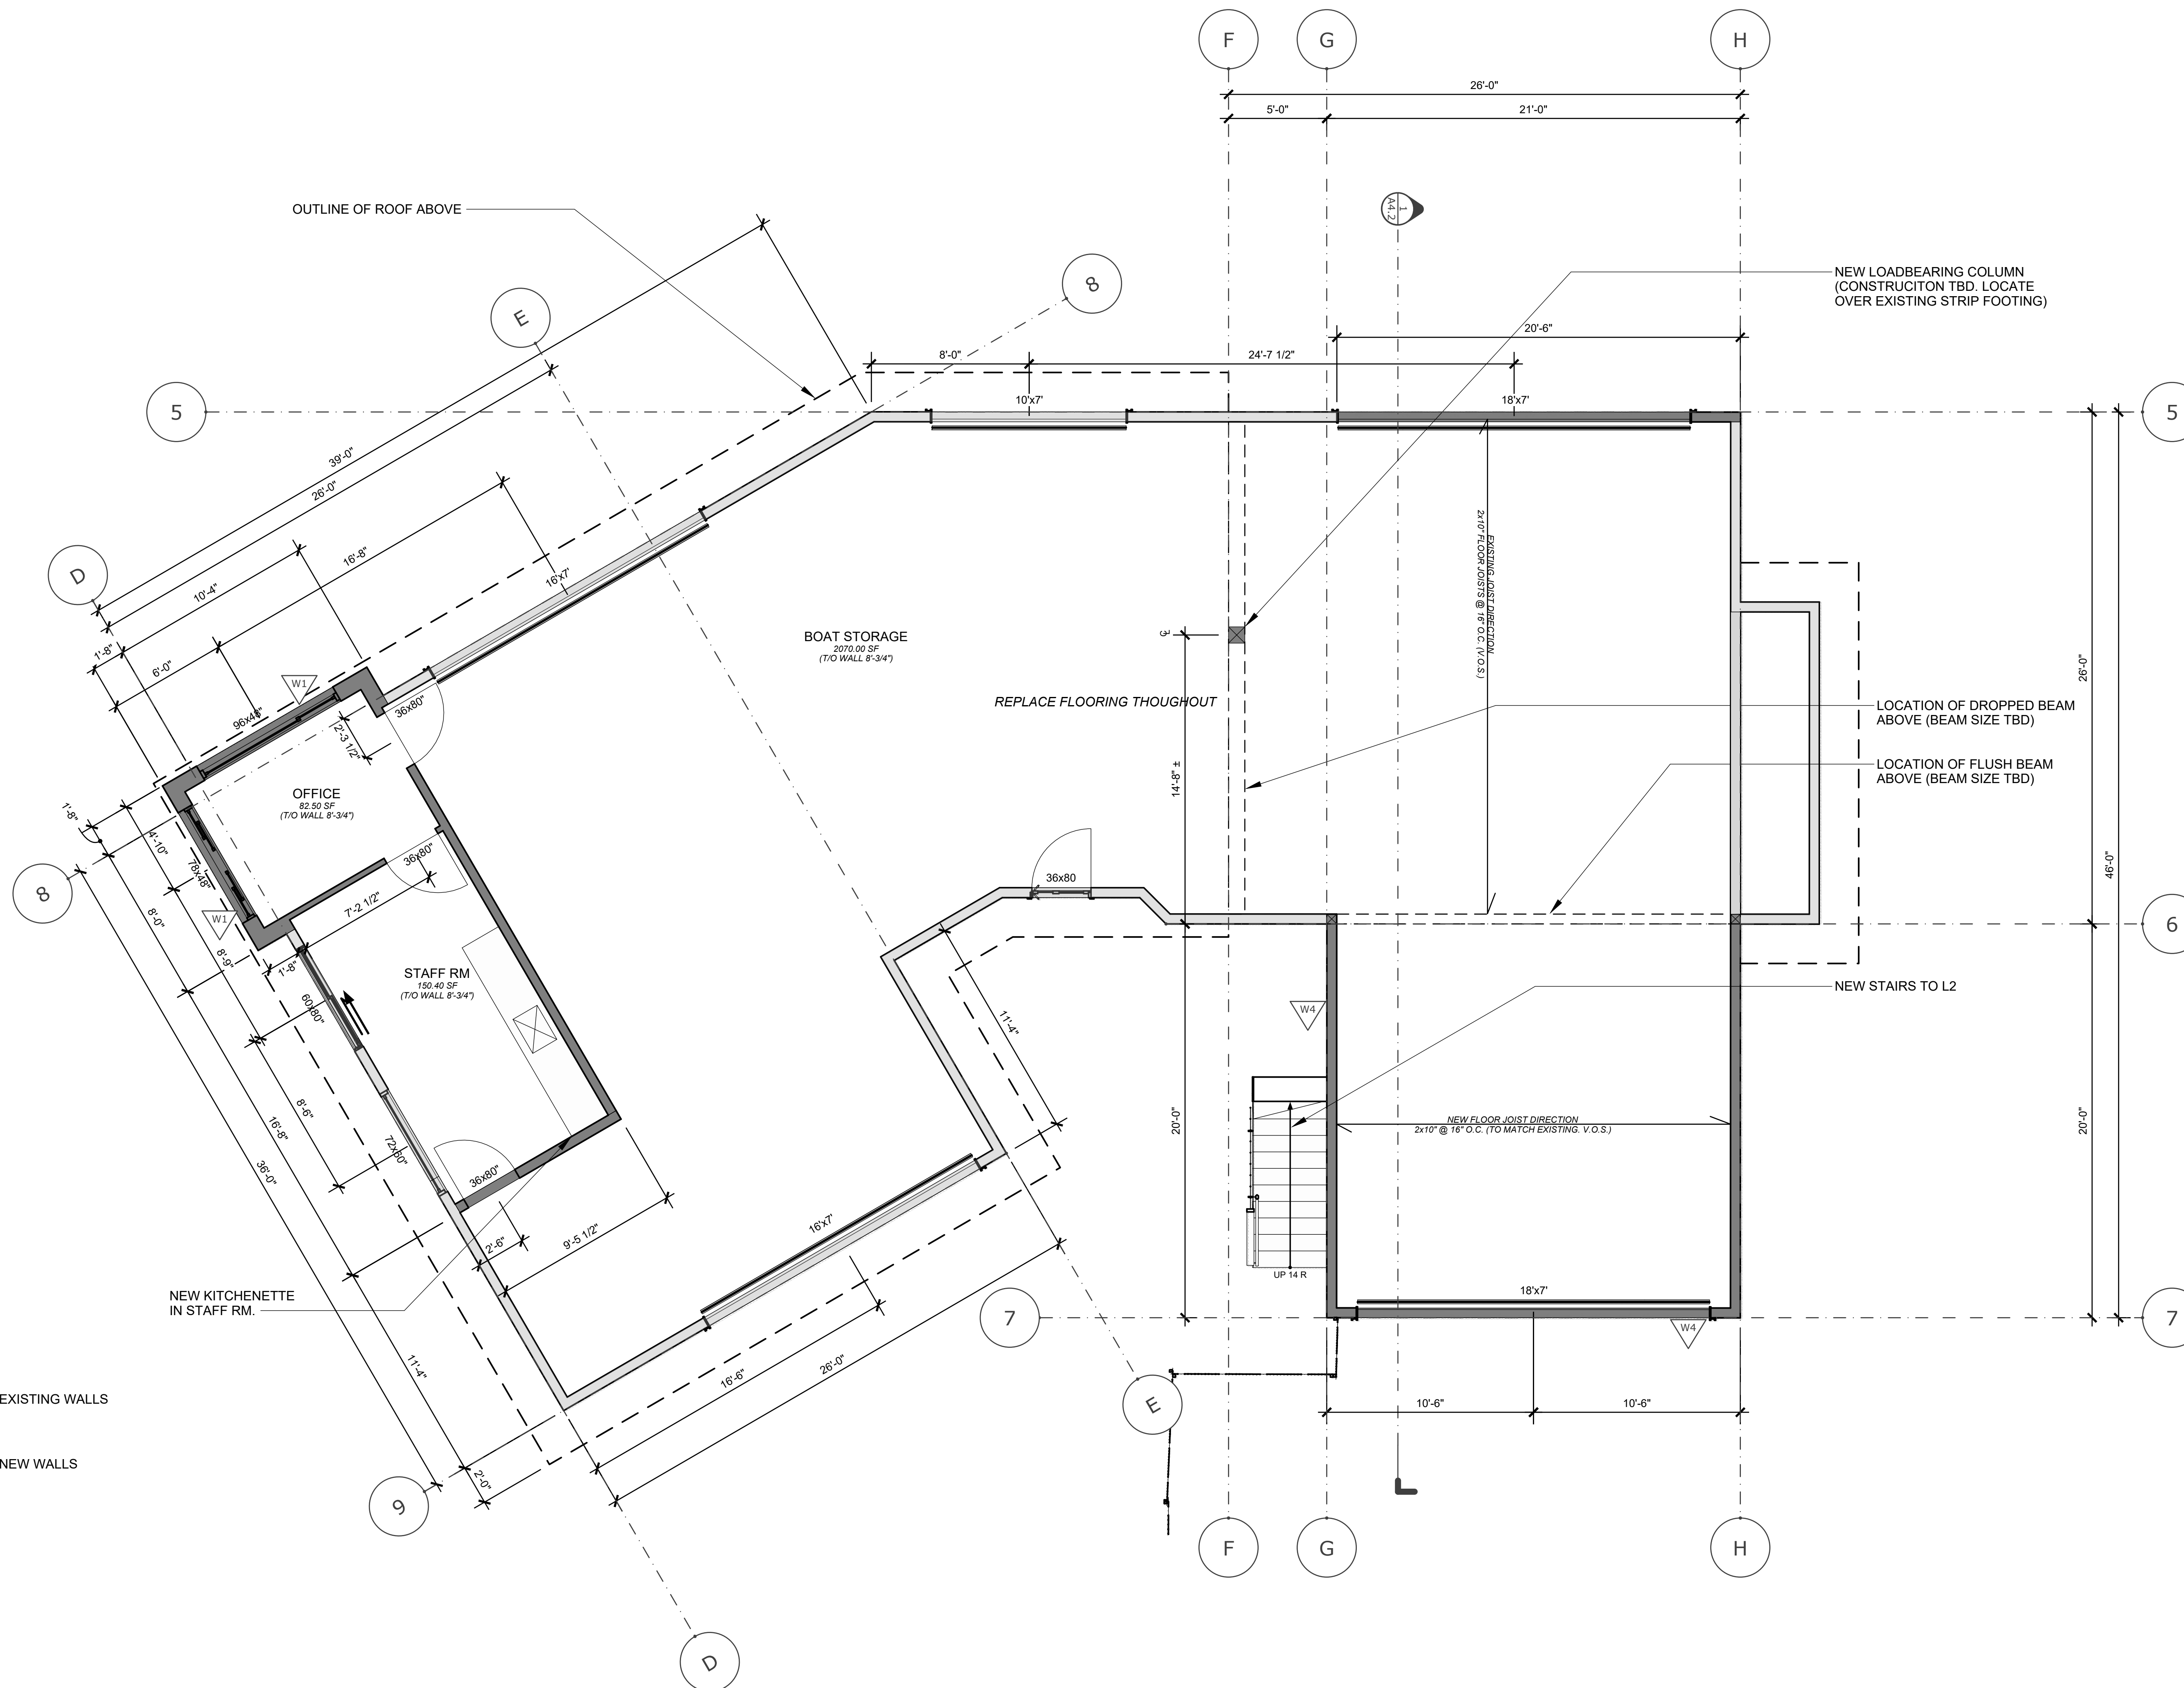 F
G
H
26'-0"
5'-0"
21'-0"
1
A4.2
OUTLINE OF ROOF ABOVE
NEW LOADBEARING COLUMN
(CONSTRUCITON TBD. LOCATE
OVER EXISTING STRIP FOOTING)
8
E
20'-6"
8'-0"
24'-7 1/2"
10'x7'
18'x7'
5
5
39'-0"
26'-0"
16'-8"
10'-4"
1'-8"
6'-0"
D
16'x7'
W1
96x48"
36x80"
2'-3 1/2"
EXISTING JOIST DIRECTION
2x10" FLOOR JOISTS @ 16" O.C. (V.O.S.)
BOAT STORAGE
2070.00 SF
(T/O WALL 8'-3/4")
℄
REPLACE FLOORING THOUGHOUT
26'-0"
LOCATION OF DROPPED BEAM
ABOVE (BEAM SIZE TBD)
LOCATION OF FLUSH BEAM
ABOVE (BEAM SIZE TBD)
14'-8" ±
46'-0"
OFFICE
82.50 SF
(T/O WALL 8'-3/4")
1'-8"
4'-10"
78x48"
36x80"
7'-2 1/2"
8
W1
8'-0"
8'-9"
1'-8"
36x80
6
STAFF RM
150.40 SF
(T/O WALL 8'-3/4")
60x80"
NEW STAIRS TO L2
W4
11'-4"
8'-6"
16'-8"
36'-0"
72x60"
36x80"
20'-0"
NEW FLOOR JOIST DIRECTION
2x10" @ 16" O.C. (TO MATCH EXISTING. V.O.S.)
20'-0"
16'x7'
2'-6"
9'-5 1/2"
UP 14 R
18'x7'
NEW KITCHENETTE
IN STAFF RM.
7
7
W4
11'-4"
16'-6"
26'-0"
EXISTING WALLS
E
10'-6"
10'-6"
NEW WALLS
2'-0"
9
F
G
H
D